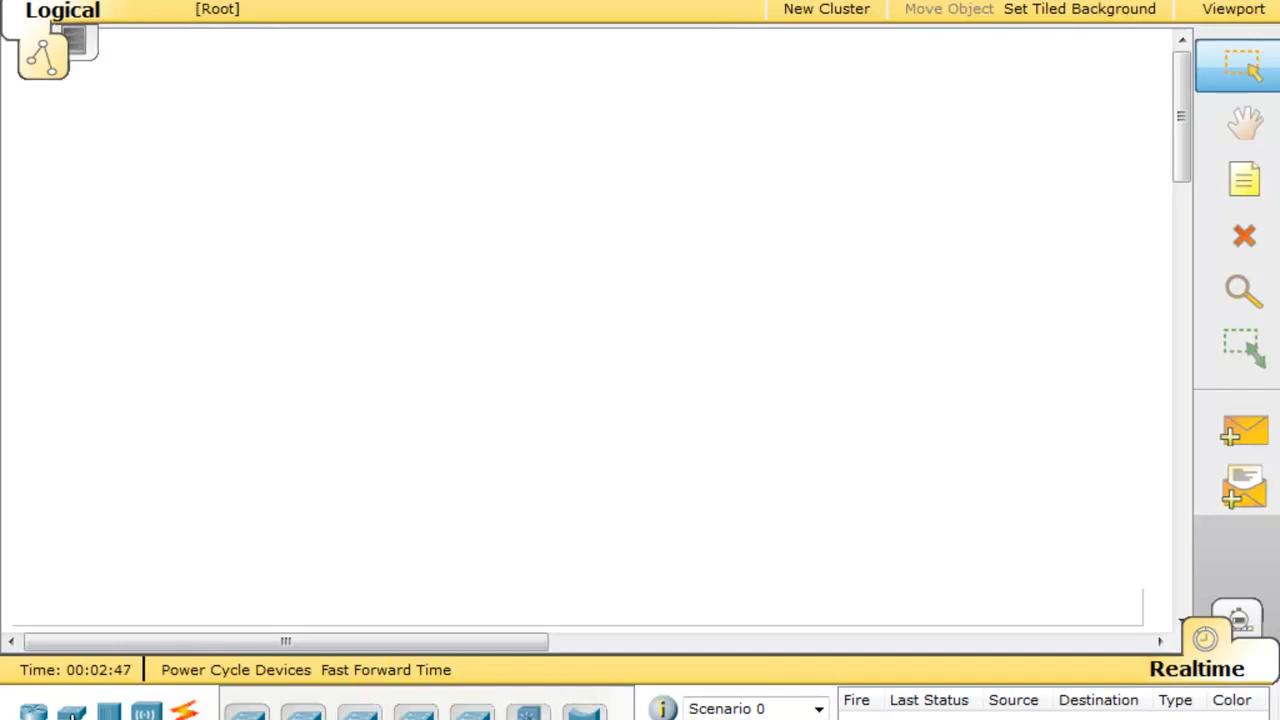 Logical [Root] New Cluster Move Object Set Tiled Background Viewport
Time: 00:02:47 Power Cycle Devices Fast Forward Time Realtime
Scenario 0 Fire Last Status Source Destination Type Color